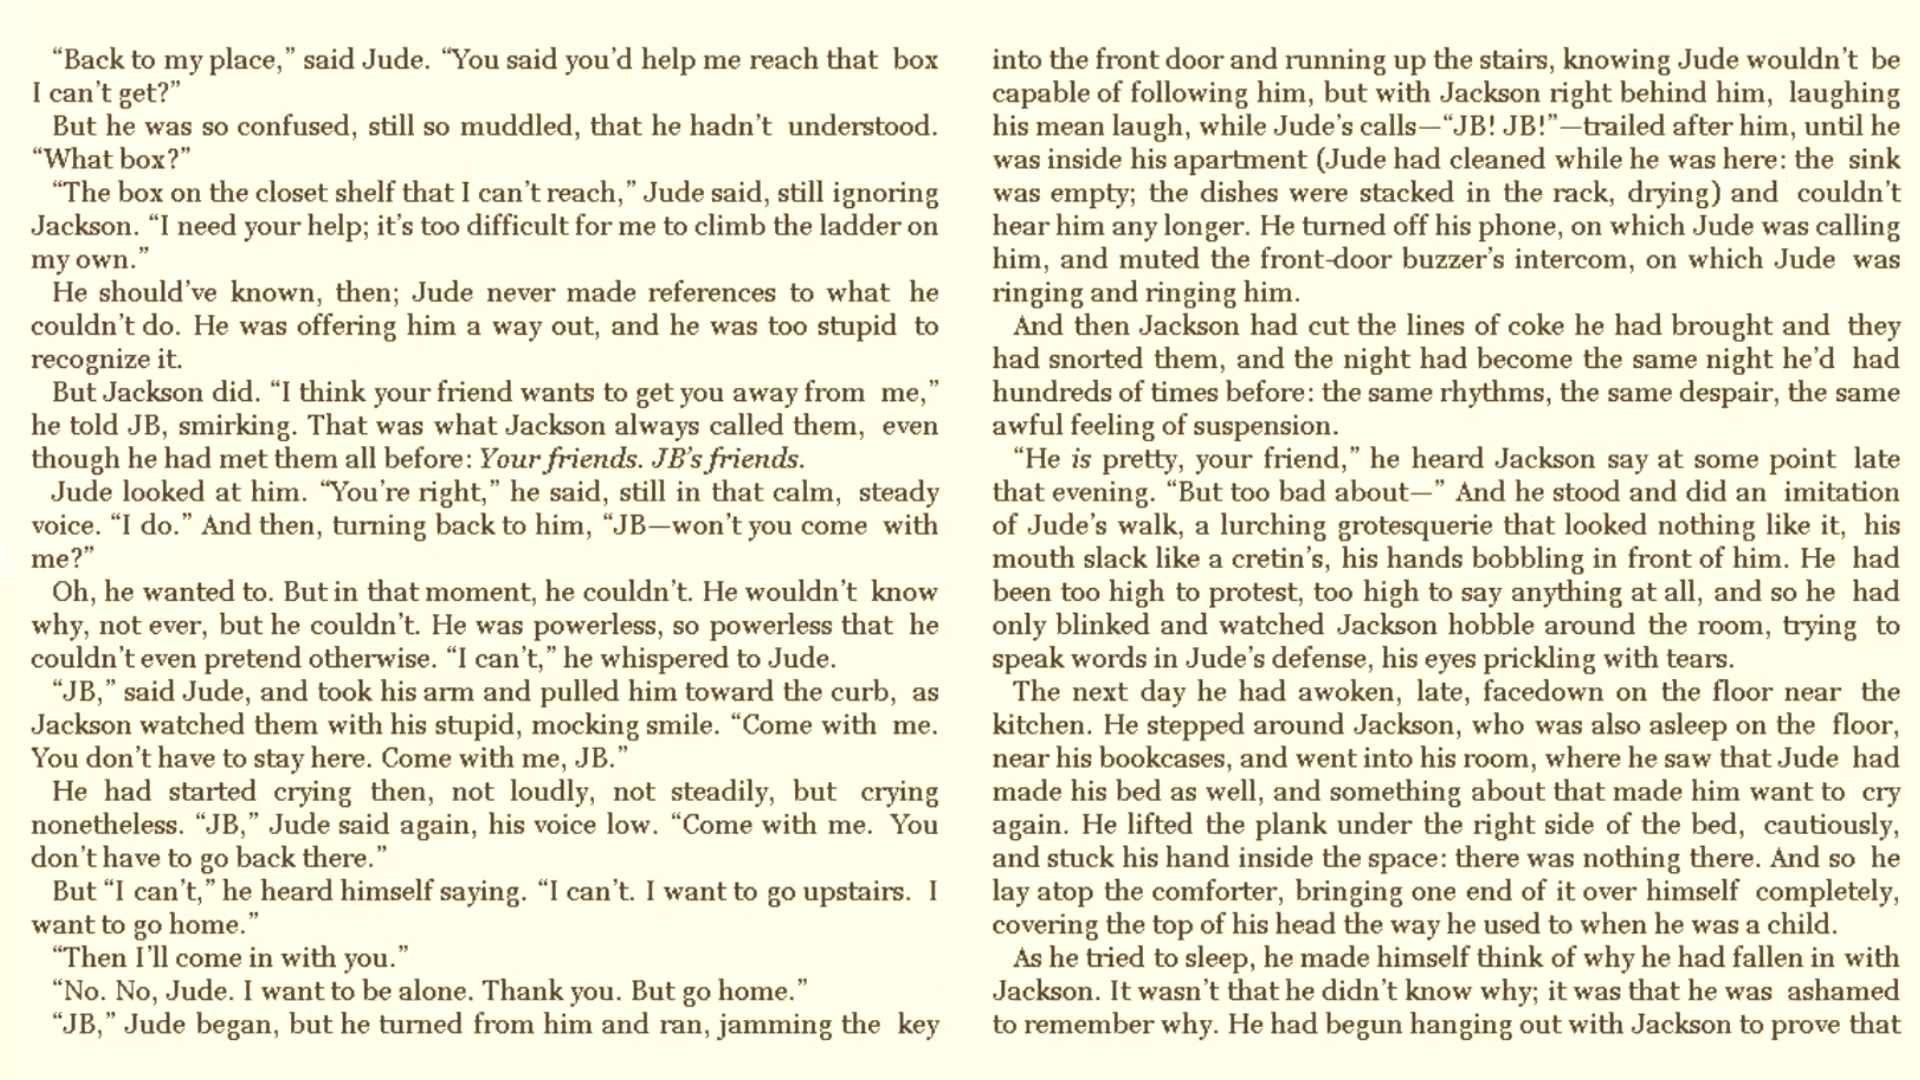 “Back to my place,” said Jude. “You said you’d help me reach that box
I can’t get?”
But he was so confused, still so muddled, that he hadn’t understood.
“What box?”
“The box on the closet shelf that I can’t reach,” Jude said, still ignoring
Jackson. “I need your help; it’s too difficult for me to climb the ladder on
my own.”
He should’ve known, then; Jude never made references to what he
couldn’t do. He was offering him a way out, and he was too stupid to
recognize it.
But Jackson did. “I think your friend wants to get you away from me,”
he told JB, smirking. That was what Jackson always called them, even
though he had met them all before: Your friends. JB’s friends.
Jude looked at him. “You’re right,” he said, still in that calm, steady
voice. “I do.” And then, turning back to him, “JB—won’t you come with
me?”
Oh, he wanted to. But in that moment, he couldn’t. He wouldn’t know
why, not ever, but he couldn’t. He was powerless, so powerless that he
couldn’t even pretend otherwise. “I can’t,” he whispered to Jude.
“JB,” said Jude, and took his arm and pulled him toward the curb, as
Jackson watched them with his stupid, mocking smile. “Come with me.
You don’t have to stay here. Come with me, JB.”
He had started crying then, not loudly, not steadily, but crying
nonetheless. “JB,” Jude said again, his voice low. “Come with me. You
don’t have to go back there.”
But “I can’t,” he heard himself saying. “I can’t. I want to go upstairs. I
want to go home.”
“Then I’ll come in with you.”
“No. No, Jude. I want to be alone. Thank you. But go home.”
“JB,” Jude began, but he turned from him and ran, jamming the key
into the front door and running up the stairs, knowing Jude wouldn’t be
capable of following him, but with Jackson right behind him, laughing
his mean laugh, while Jude’s calls—“JB! JB!”—trailed after him, until he
was inside his apartment (Jude had cleaned while he was here: the sink
was empty; the dishes were stacked in the rack, drying) and couldn’t
hear him any longer. He turned off his phone, on which Jude was calling
him, and muted the front-door buzzer’s intercom, on which Jude was
ringing and ringing him.
And then Jackson had cut the lines of coke he had brought and they
had snorted them, and the night had become the same night he’d had
hundreds of times before: the same rhythms, the same despair, the same
awful feeling of suspension.
“He is pretty, your friend,” he heard Jackson say at some point late
that evening. “But too bad about—” And he stood and did an imitation
of Jude’s walk, a lurching grotesquerie that looked nothing like it, his
mouth slack like a cretin’s, his hands bobbling in front of him. He had
been too high to protest, too high to say anything at all, and so he had
only blinked and watched Jackson hobble around the room, trying to
speak words in Jude’s defense, his eyes prickling with tears.
The next day he had awoken, late, facedown on the floor near the
kitchen. He stepped around Jackson, who was also asleep on the floor,
near his bookcases, and went into his room, where he saw that Jude had
made his bed as well, and something about that made him want to cry
again. He lifted the plank under the right side of the bed, cautiously,
and stuck his hand inside the space: there was nothing there. And so he
lay atop the comforter, bringing one end of it over himself completely,
covering the top of his head the way he used to when he was a child.
As he tried to sleep, he made himself think of why he had fallen in with
Jackson. It wasn’t that he didn’t know why; it was that he was ashamed
to remember why. He had begun hanging out with Jackson to prove that